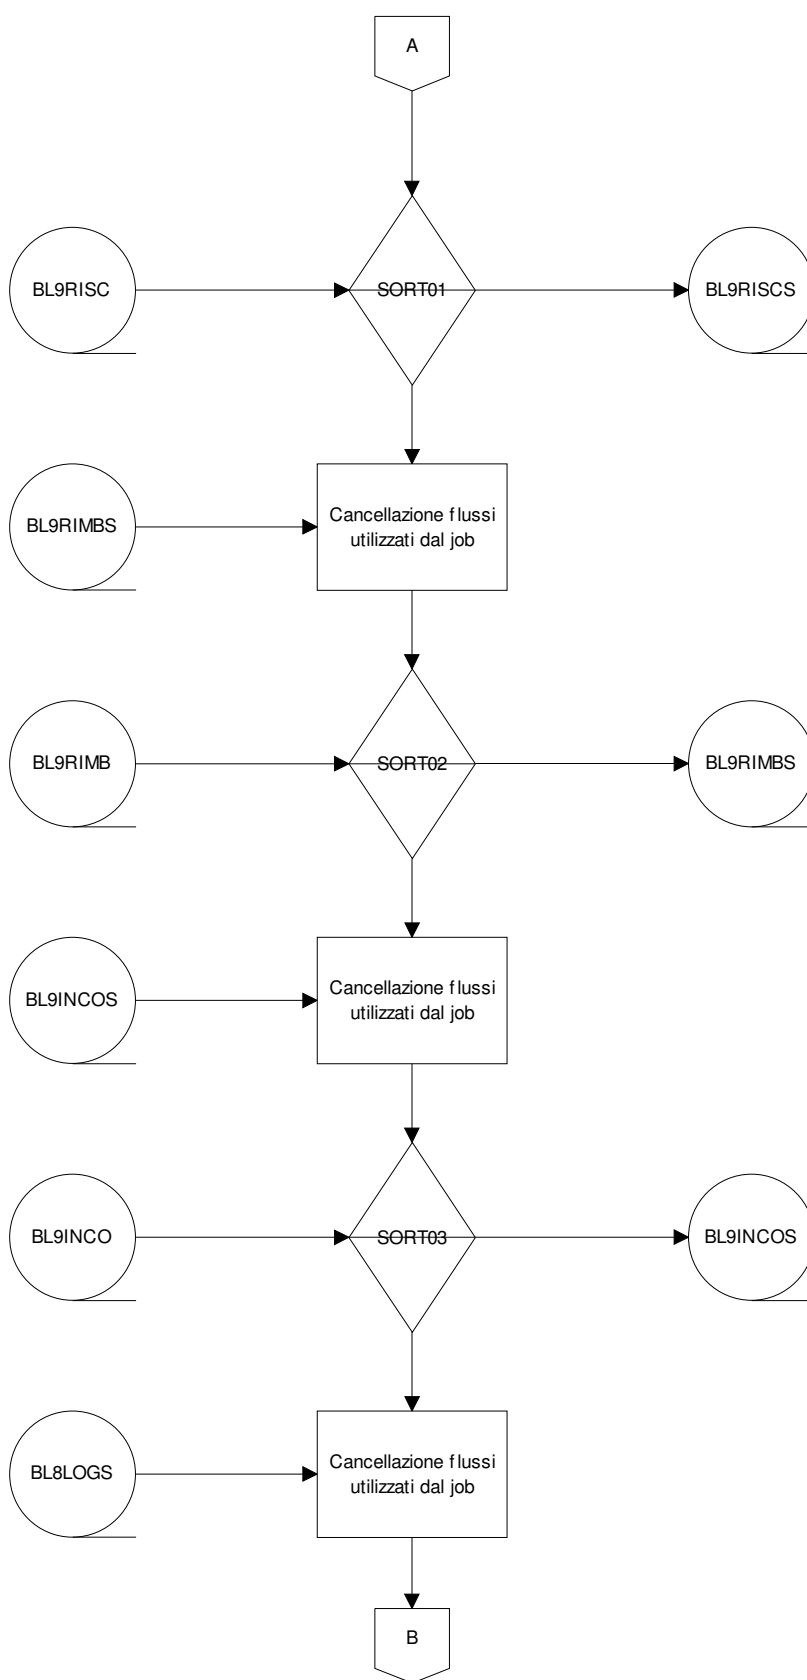 A
BL9RISC
SORT01
BL9RISCS
BL9RIMBS
Cancellazione flussi
utilizzati dal job
BL9RIMB
SORT02
BL9RIMBS
BL9INCOS
Cancellazione flussi
utilizzati dal job
BL9INCO
SORT03
BL9INCOS
BL8LOGS
Cancellazione flussi
utilizzati dal job
B